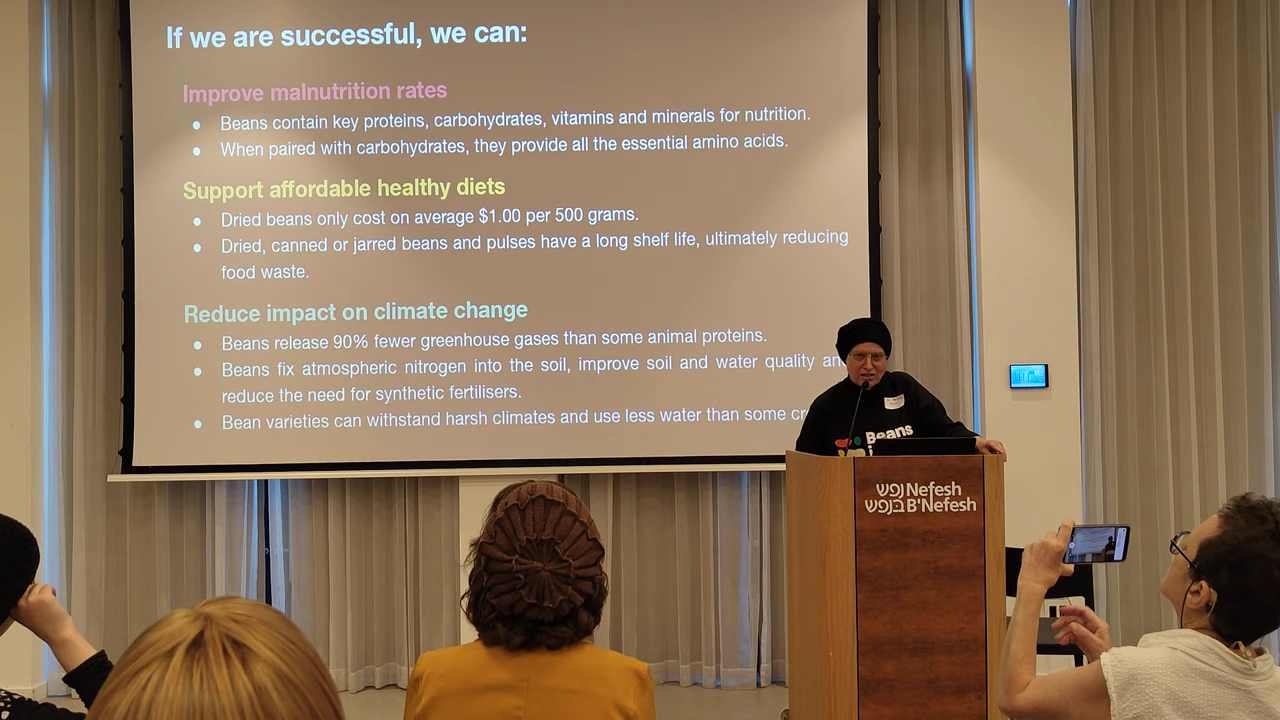 If we are successful, we can:
Improve malnutrition rates
• Beans contain key proteins, carbohydrates, vitamins and minerals for nutrition.
• When paired with carbohydrates, they provide all the essential amino acids.
Support affordable healthy diets
• Dried beans only cost on average $1.00 per 500 grams.
• Dried, canned or jarred beans and pulses have a long shelf life, ultimately reducing
food waste.
Reduce impact on climate change
• Beans release 90% fewer greenhouse gases than some animal proteins.
• Beans fix atmospheric nitrogen into the soil, improve soil and water quality an
reduce the need for synthetic fertilisers.
• Bean varieties can withstand harsh climates and use less water than some cr
Beans
נפש Nefesh
בנפש B'Nefesh